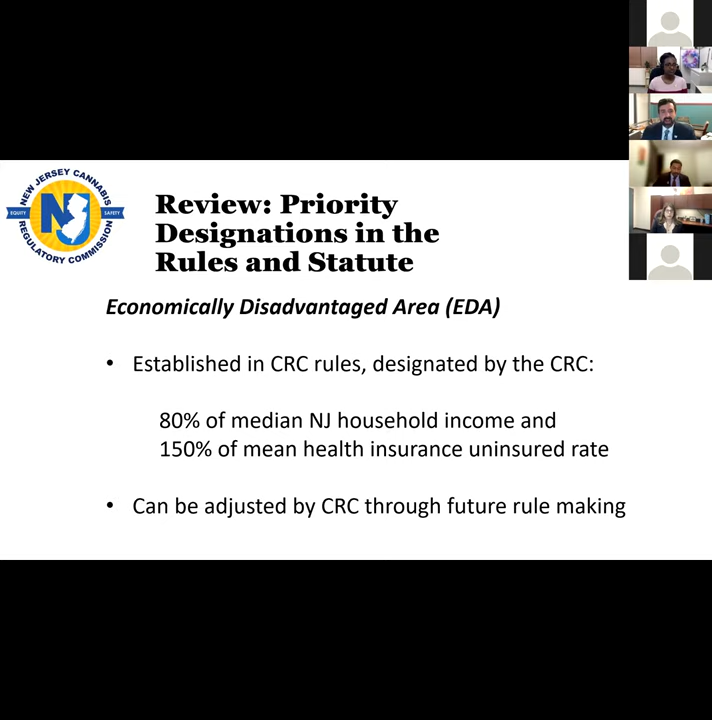 NEW JERSEY CANNABIS
EQUITY
NJ
SAFETY
REGULATORY COMMISSION
Review: Priority
Designations in the
Rules and Statute
Economically Disadvantaged Area (EDA)
• Established in CRC rules, designated by the CRC:
80% of median NJ household income and
150% of mean health insurance uninsured rate
• Can be adjusted by CRC through future rule making